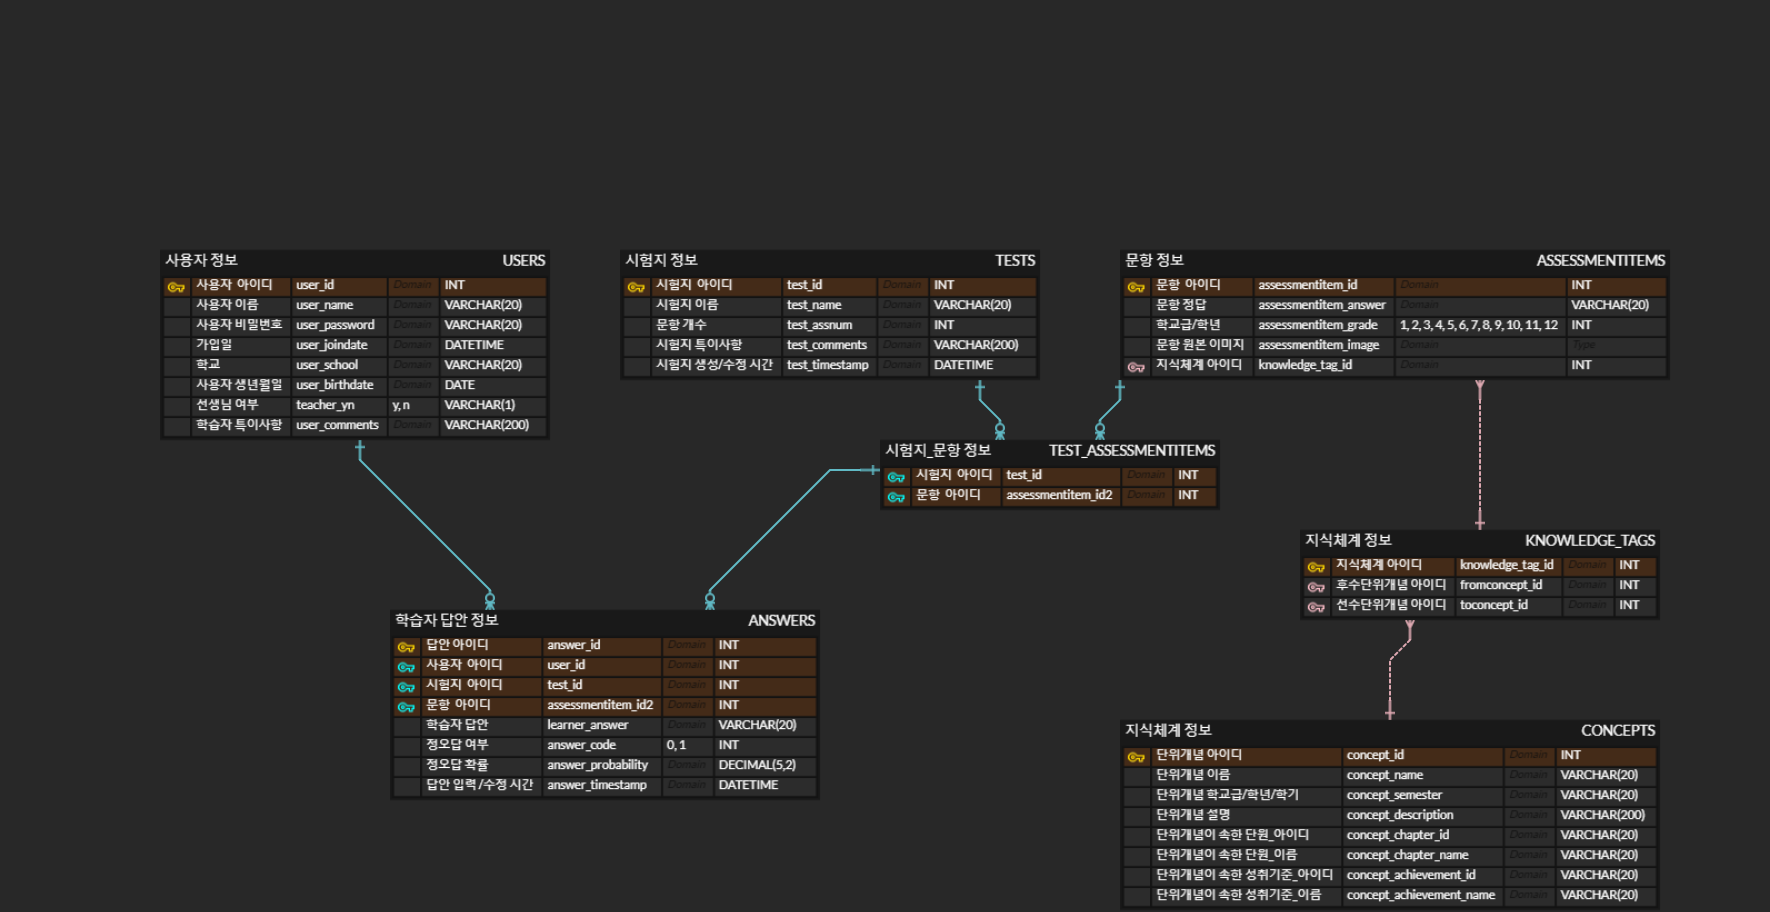 사용자 정보 USERS
사용자 아이디 user_id Domain INT
사용자 이름 user_name Domain VARCHAR(20)
사용자 비밀번호 user_password Domain VARCHAR(20)
가입일 user_joindate Domain DATETIME
학교 user_school Domain VARCHAR(20)
사용자 생년월일 user_birthdate Domain DATE
선생님 여부 teacher_yn y, n VARCHAR(1)
학습자 특이사항 user_comments Domain VARCHAR(200)
시험지 정보 TESTS
시험지 아이디 test_id Domain INT
시험지 이름 test_name Domain VARCHAR(20)
문항 개수 test_assnum Domain INT
시험지 특이사항 test_comments Domain VARCHAR(200)
시험지 생성/수정 시간 test_timestamp Domain DATETIME
문항 정보 ASSESSMENTITEMS
문항 아이디 assessmentitem_id Domain INT
문항 정답 assessmentitem_answer Domain VARCHAR(20)
학교급/학년 assessmentitem_grade 1, 2, 3, 4, 5, 6, 7, 8, 9, 10, 11, 12 INT
문항 원본 이미지 assessmentitem_image Domain Type
지식체계 아이디 knowledge_tag_id Domain INT
시험지_문항 정보 TEST_ASSESSMENTITEMS
시험지 아이디 test_id Domain INT
문항 아이디 assessmentitem_id2 Domain INT
지식체계 정보 KNOWLEDGE_TAGS
지식체계 아이디 knowledge_tag_id Domain INT
후수단위개념 아이디 fromconcept_id Domain INT
선수단위개념 아이디 toconcept_id Domain INT
학습자 답안 정보 ANSWERS
답안 아이디 answer_id Domain INT
사용자 아이디 user_id Domain INT
시험지 아이디 test_id Domain INT
문항 아이디 assessmentitem_id2 Domain INT
학습자 답안 learner_answer Domain VARCHAR(20)
정오답 여부 answer_code 0, 1 INT
정오답 확률 answer_probability Domain DECIMAL(5,2)
답안 입력/수정 시간 answer_timestamp Domain DATETIME
지식체계 정보 CONCEPTS
단위개념 아이디 concept_id Domain INT
단위개념 이름 concept_name Domain VARCHAR(20)
단위개념 학교급/학년/학기 concept_semester Domain VARCHAR(20)
단위개념 설명 concept_description Domain VARCHAR(200)
단위개념이 속한 단원_아이디 concept_chapter_id Domain VARCHAR(20)
단위개념이 속한 단원_이름 concept_chapter_name Domain VARCHAR(20)
단위개념이 속한 성취기준_아이디 concept_achievement_id Domain VARCHAR(20)
단위개념이 속한 성취기준_이름 concept_achievement_name Domain VARCHAR(20)